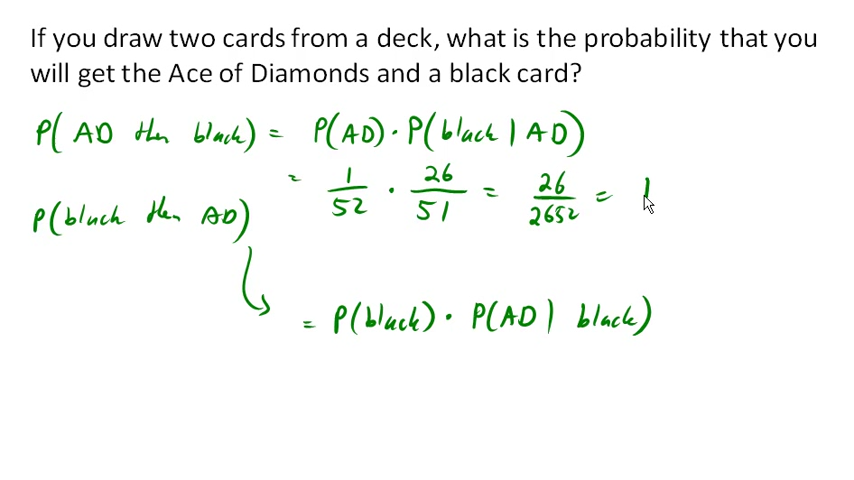 If you draw two cards from a deck, what is the probability that you
will get the Ace of Diamonds and a black card?
P( AD then black) = P(AD) · P(black | AD)
= 1/52 · 26/51 = 26/2652 = 1
P(black then AD)
= P(black) · P(AD | black)